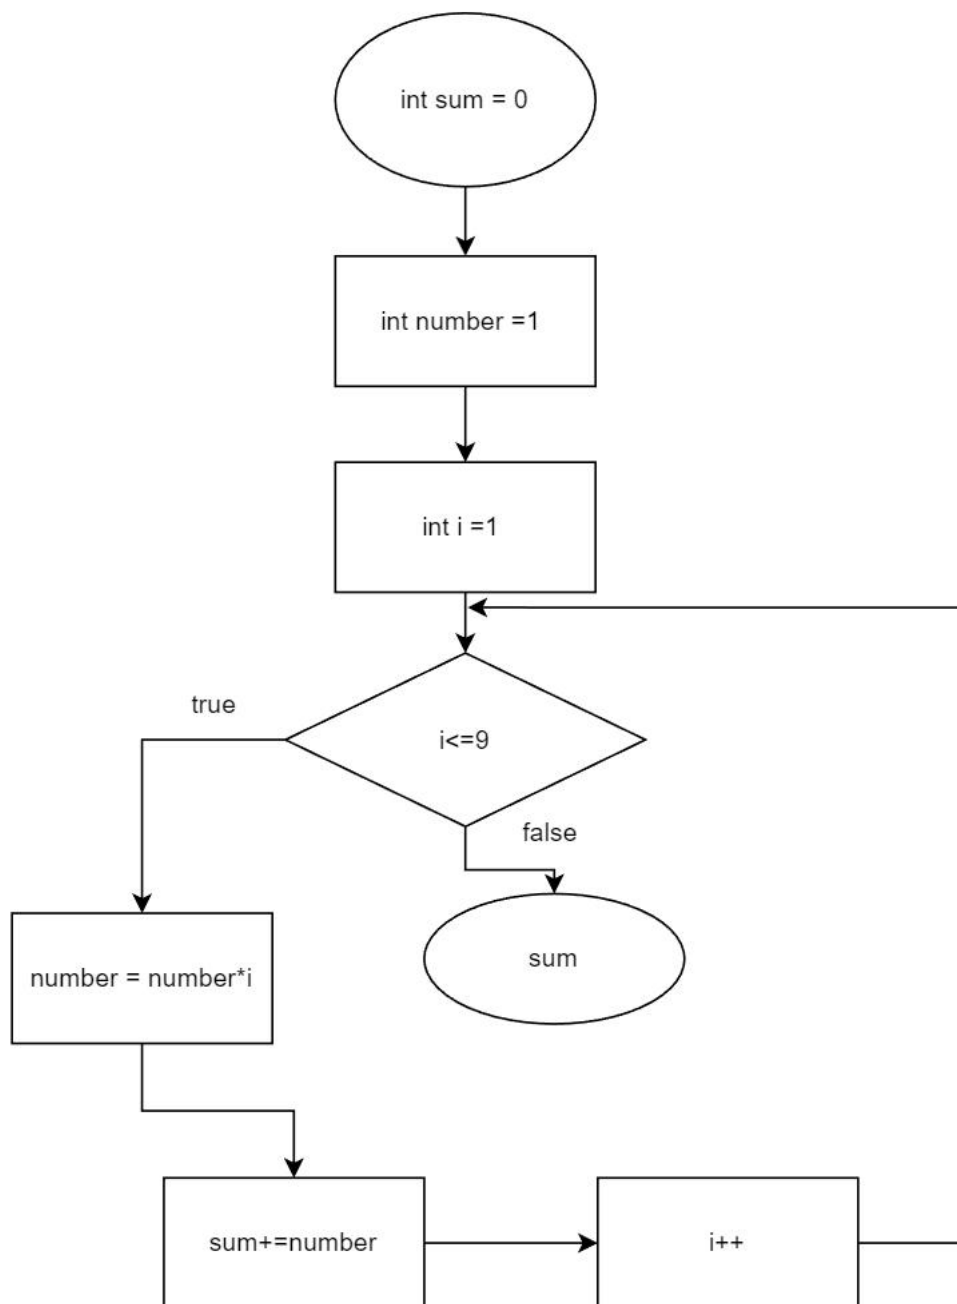 int sum = 0
int number =1
int i =1
true
i<=9
false
sum
number = number*i
sum+=number
i++